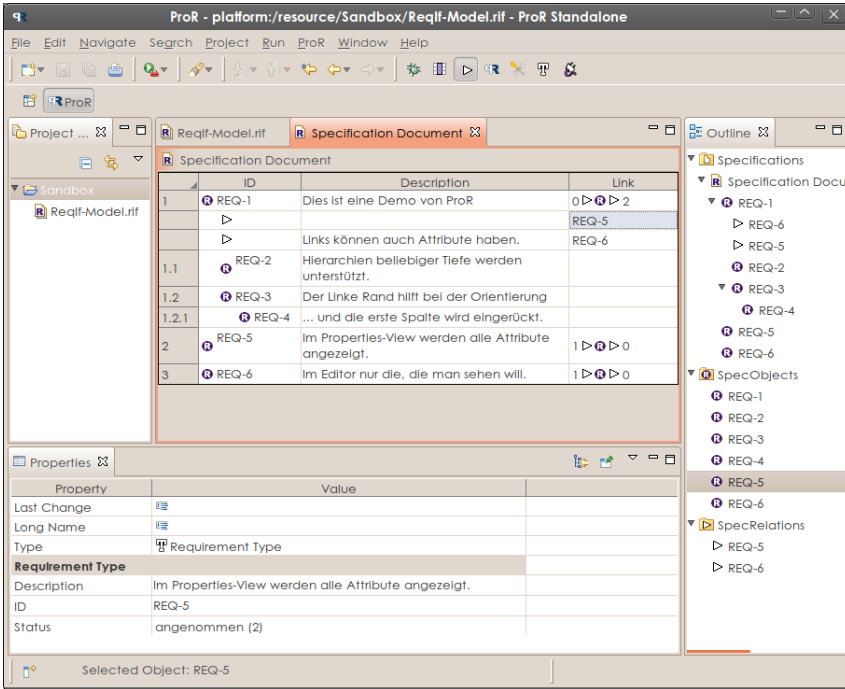 ProR - platform:/resource/Sandbox/ReqIf-Model.rif - ProR Standalone
File Edit Navigate Segrch Project Run ProR Window Help
ProR
Project ...
Sandbox
ReqIf-Model.rif
ReqIf-Model.rif Specification Document
Specification Document
ID Description Link
1 REQ-1 Dies ist eine Demo von ProR 0 2
REQ-5
Links können auch Attribute haben. REQ-6
1.1 REQ-2 Hierarchien beliebiger Tiefe werden
unterstützt.
1.2 REQ-3 Der Linke Rand hilft bei der Orientierung
1.2.1 REQ-4 ... und die erste Spalte wird eingerückt.
2 REQ-5 Im Properties-View werden alle Attribute
angezeigt. 1 0
3 REQ-6 Im Editor nur die, die man sehen will. 1 0
Outline
Specifications
Specification Docu
REQ-1
REQ-6
REQ-5
REQ-2
REQ-3
REQ-4
REQ-5
REQ-6
SpecObjects
REQ-1
REQ-2
REQ-3
REQ-4
REQ-5
REQ-6
SpecRelations
REQ-5
REQ-6
Properties
Property Value
Last Change
Long Name
Type Requirement Type
Requirement Type
Description Im Properties-View werden alle Attribute angezeigt.
ID REQ-5
Status angenommen (2)
Selected Object: REQ-5